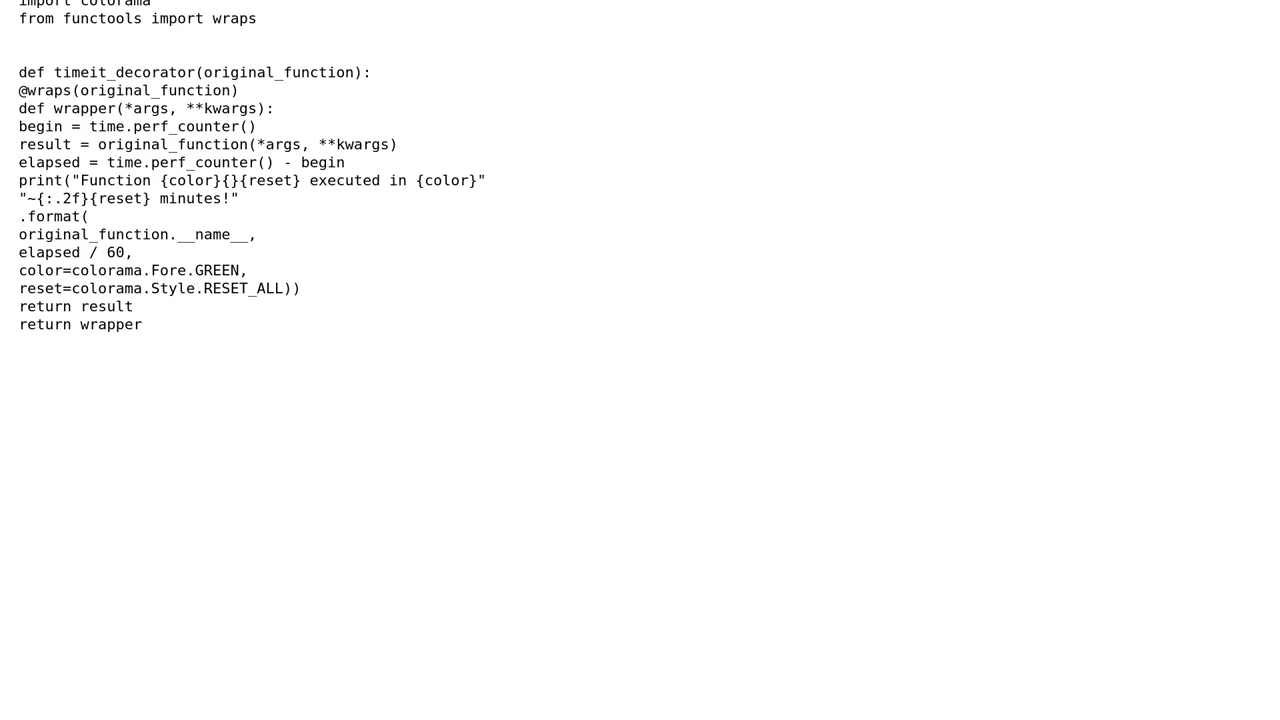 import colorama
from functools import wraps
def timeit_decorator(original_function):
@wraps(original_function)
def wrapper(*args, **kwargs):
begin = time.perf_counter()
result = original_function(*args, **kwargs)
elapsed = time.perf_counter() - begin
print("Function {color}{}{reset} executed in {color}"
"~{:.2f}{reset} minutes!"
.format(
original_function.__name__,
elapsed / 60,
color=colorama.Fore.GREEN,
reset=colorama.Style.RESET_ALL))
return result
return wrapper